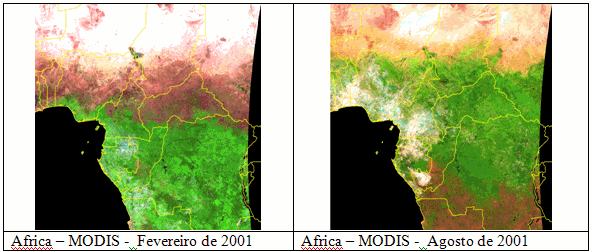 Africa – MODIS - Fevereiro de 2001
Africa – MODIS - Agosto de 2001